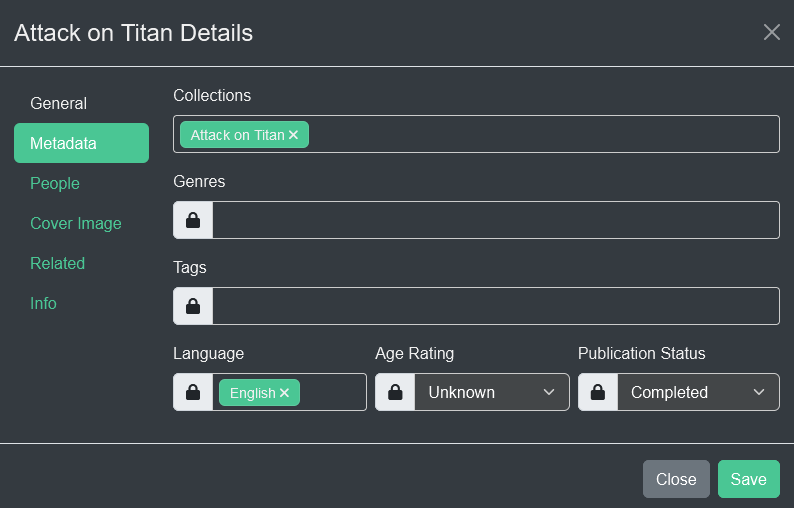 Attack on Titan Details
General
Metadata
People
Cover Image
Related
Info
Collections
Attack on Titan
Genres
Tags
Language Age Rating Publication Status
English Unknown Completed
Close Save